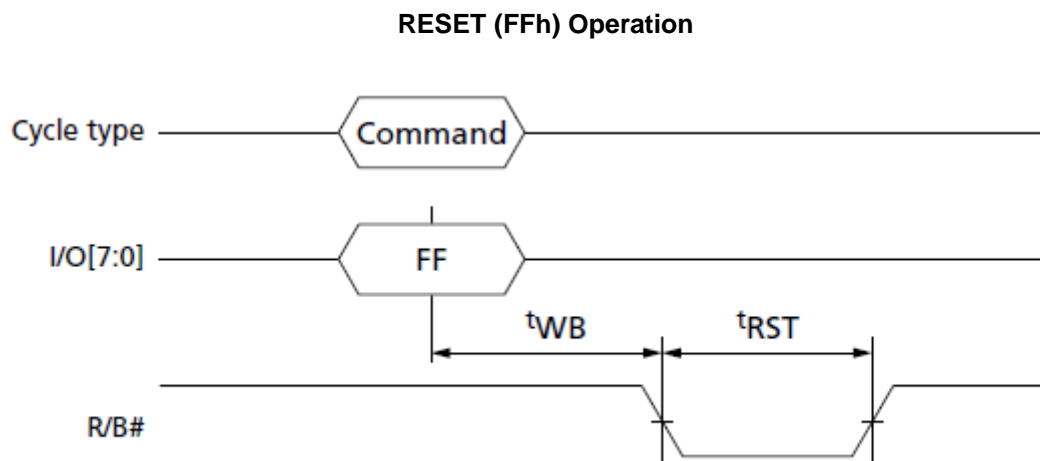 RESET (FFh) Operation
Cycle type
Command
I/O[7:0]
FF
tWB
tRST
R/B#